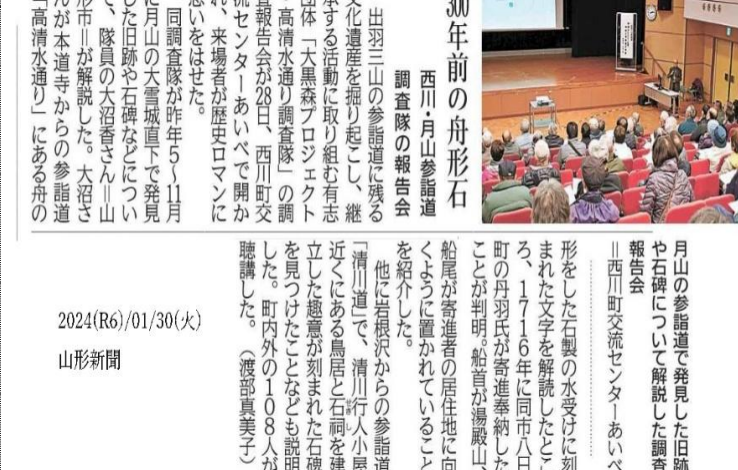 300年前の舟形石
西川・月山参詣道
調査隊の報告会
出羽三山の参詣道に残る
文化遺産を掘り起こし、継
承する活動に取り組む有志
団体「大黒森プロジェクト
・高清水通り調査隊」の調
査報告会が28日、西川町交
流センターあいべで開か
れ、来場者が歴史ロマンに
思いをはせた。
同調査隊が昨年5〜11月
に月山の大雪城直下で発見
した旧跡や石碑などについ
て、隊員の大沼香さん=山
形市=が解説した。大沼さ
んが本道寺からの参詣道
「高清水通り」にある舟の
月山の参詣道で発見した旧跡
や石碑について解説した調査
報告会
=西川町交流センターあいべ
形をした石製の水受けに刻
まれた文字を解読したとこ
ろ、1716年に同市八日
町の丹羽氏が寄進奉納した
ことが判明。船首が湯殿山、
船尾が寄進者の居住地に向
くように置かれていること
を紹介した。
他に岩根沢からの参詣道
「清川道」で、清川行人小屋
近くにある鳥居と石祠を建
立した趣意が刻まれた石碑
を見つけたことなども説明
した。町内外の108人が
聴講した。(渡部真美子)
2024(R6)/01/30(火)
山形新聞